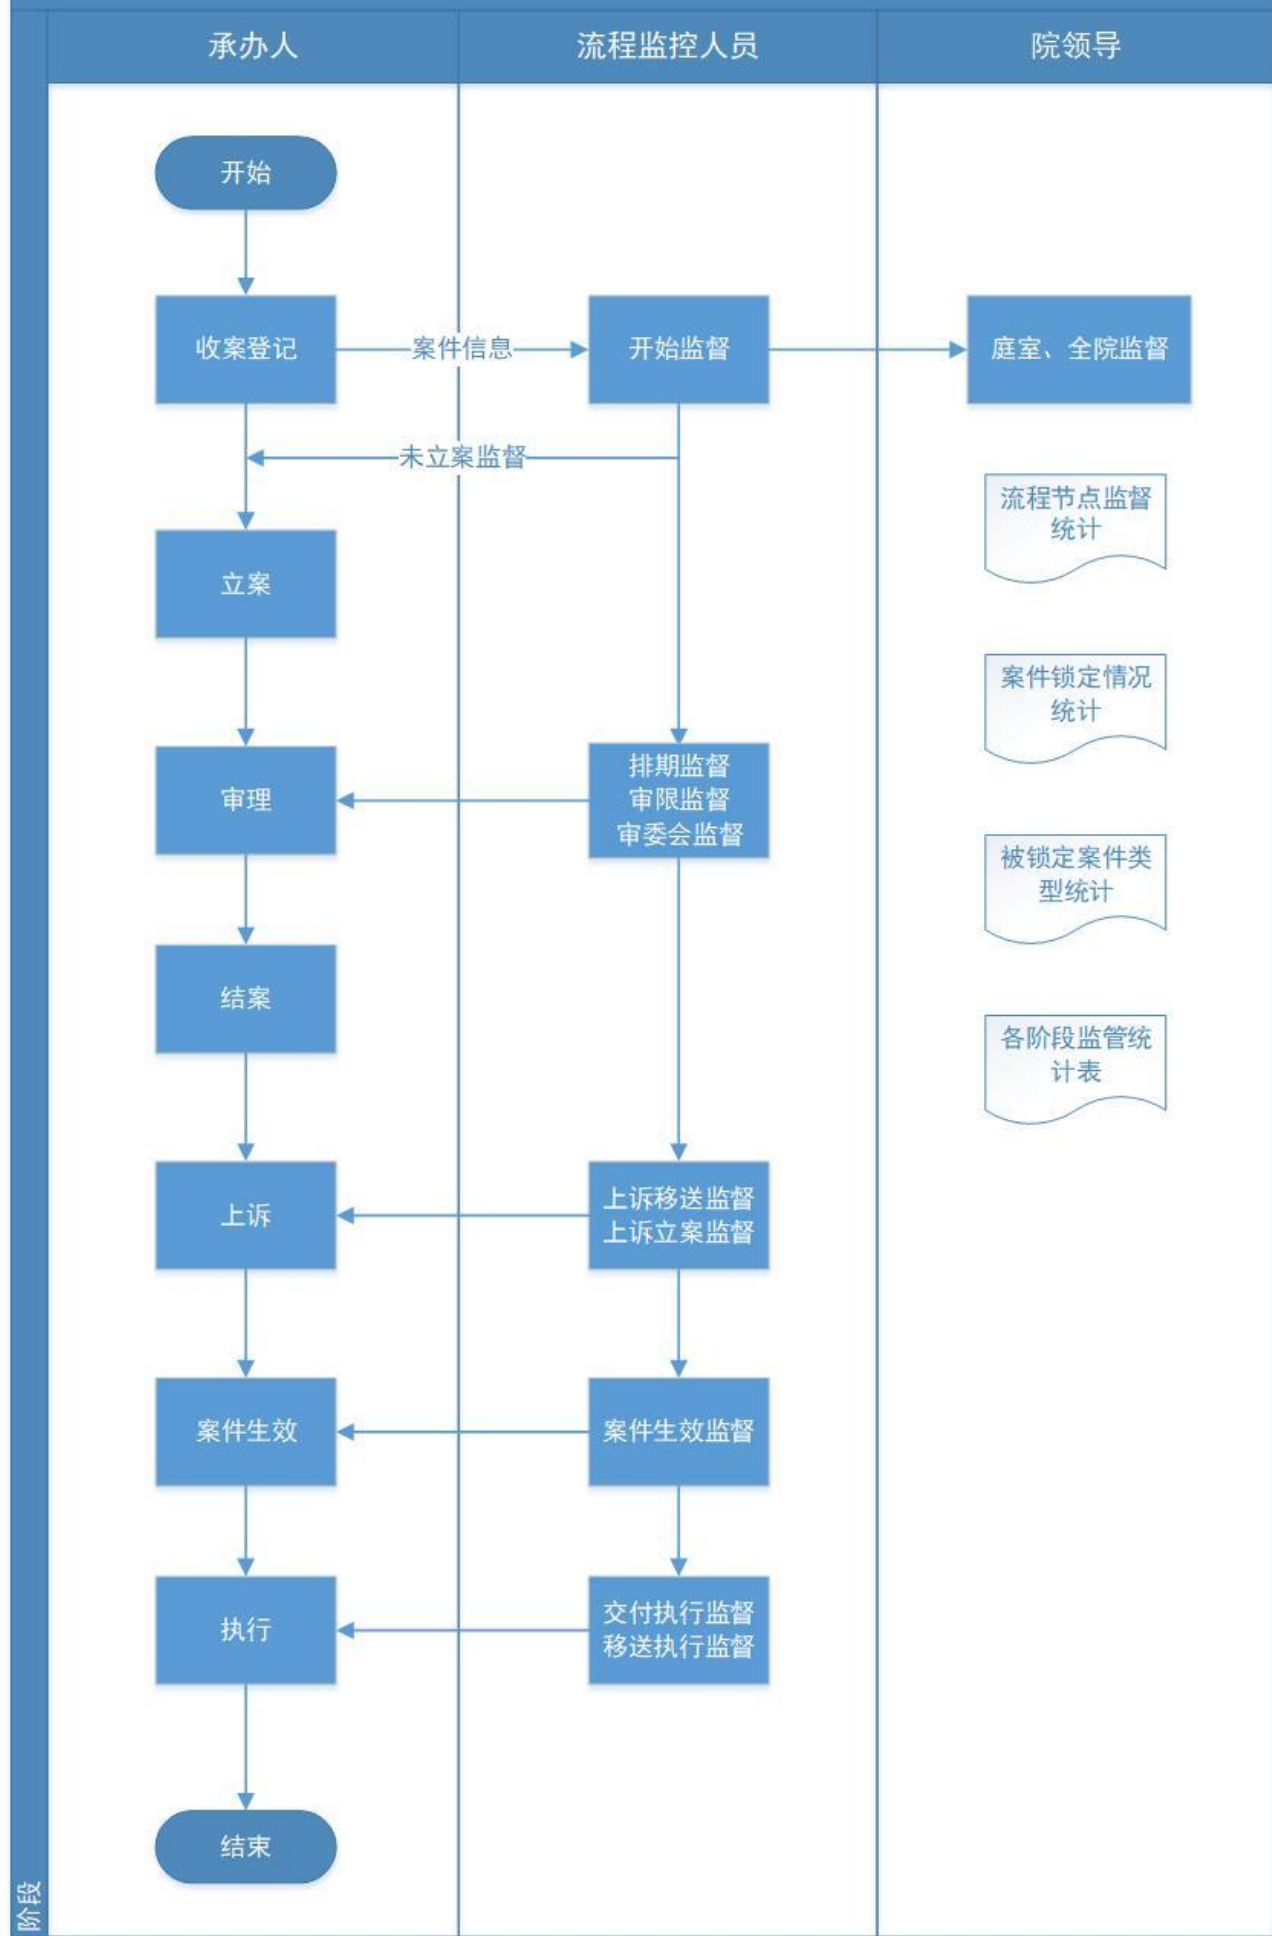 承办人
流程监控人员
院领导
开始
收案登记
案件信息
开始监督
庭室、全院监督
未立案监督
流程节点监督
统计
立案
案件锁定情况
统计
审理
排期监督
审限监督
审委会监督
被锁定案件类
型统计
结案
各阶段监管统
计表
上诉
上诉移送监督
上诉立案监督
案件生效
案件生效监督
执行
交付执行监督
移送执行监督
结束
阶段